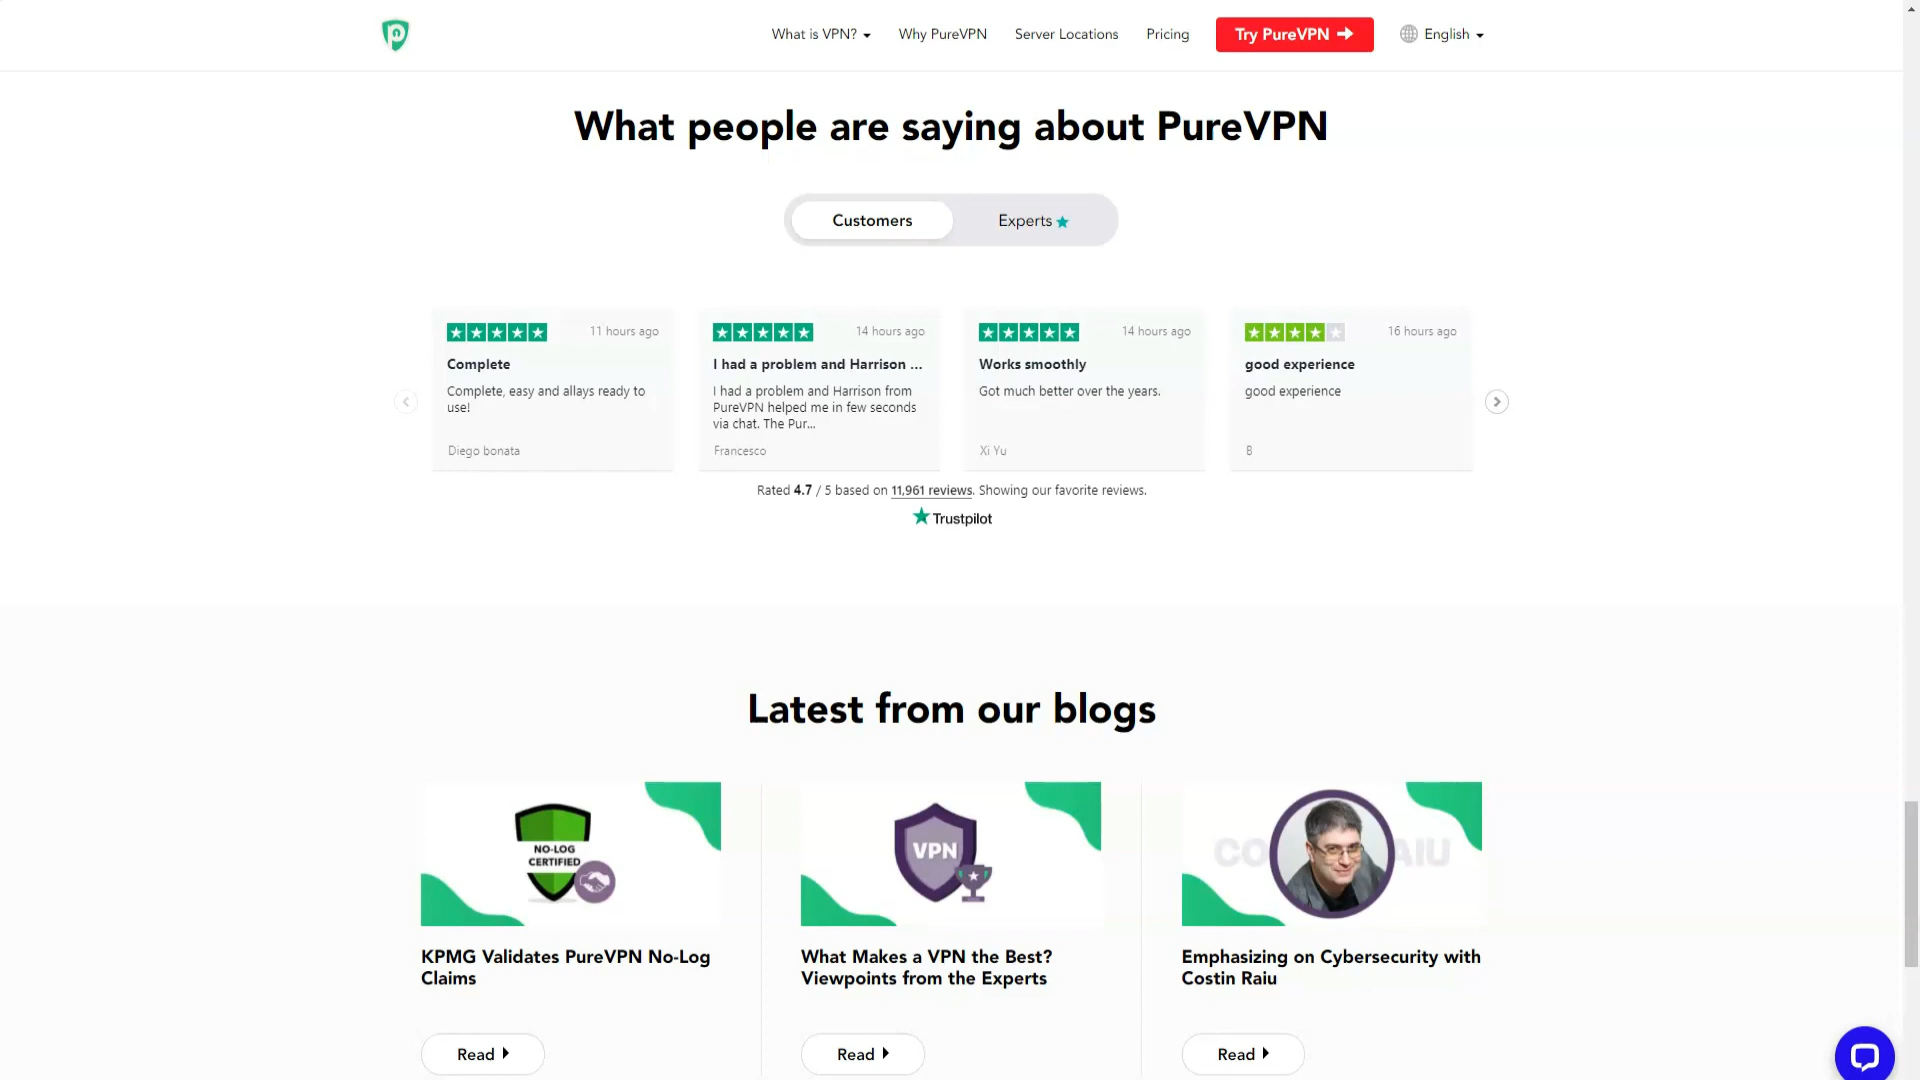 What is VPN?
Why PureVPN
Server Locations
Pricing
Try PureVPN
English
What people are saying about PureVPN
Customers
Experts
11 hours ago
Complete
Complete, easy and allays ready to
use!
Diego bonata
14 hours ago
I had a problem and Harrison ...
I had a problem and Harrison from
PureVPN helped me in few seconds
via chat. The Pur...
Francesco
14 hours ago
Works smoothly
Got much better over the years.
Xi Yu
16 hours ago
good experience
good experience
B
Rated 4.7 / 5 based on 11,961 reviews. Showing our favorite reviews.
Trustpilot
Latest from our blogs
NO-LOG
CERTIFIED
KPMG Validates PureVPN No-Log
Claims
Read
VPN
What Makes a VPN the Best?
Viewpoints from the Experts
Read
CO AIU
Emphasizing on Cybersecurity with
Costin Raiu
Read